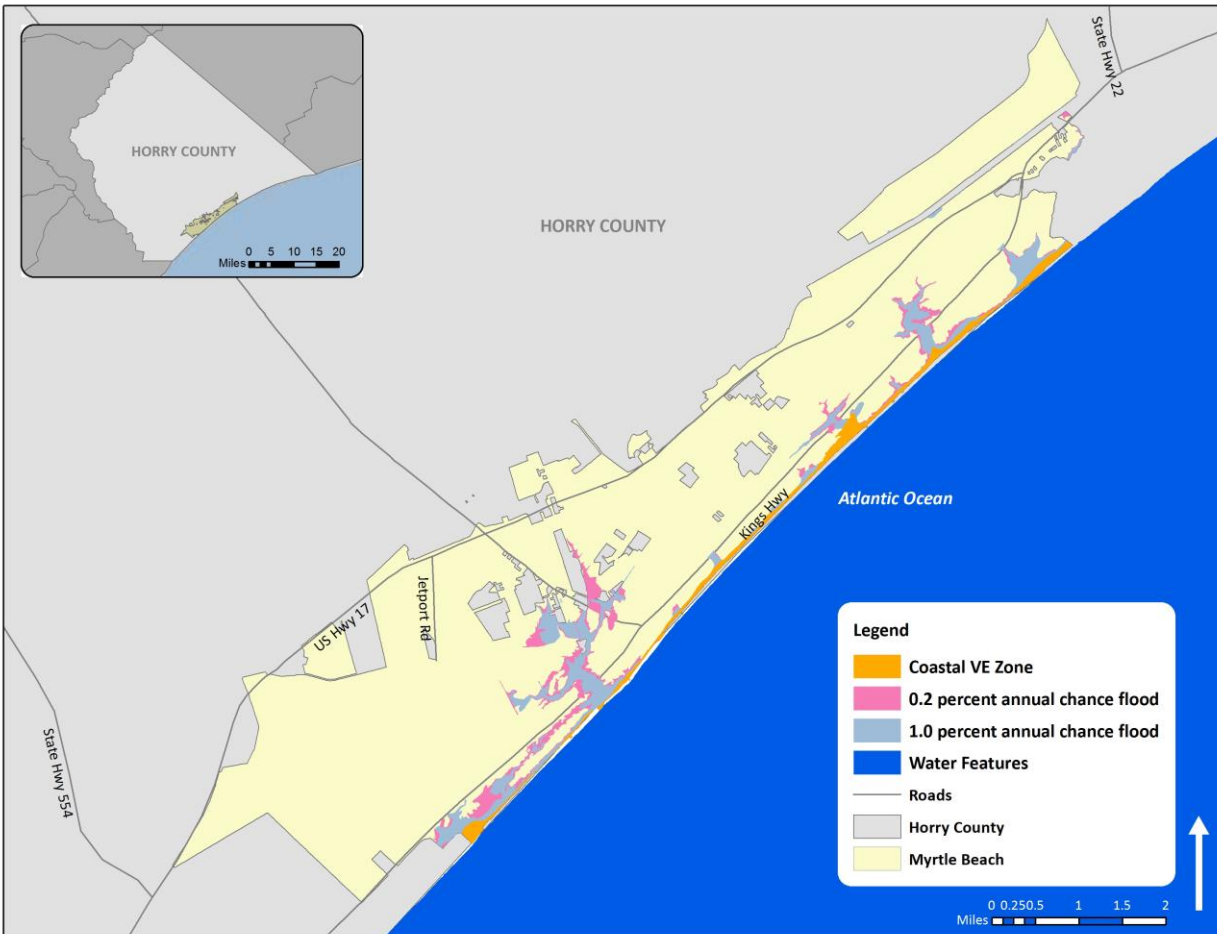 HORRY COUNTY
0 5 10 15 20
Miles
State Hwy 22
HORRY COUNTY
Atlantic Ocean
Kings Hwy
Jetport Rd
US Hwy 17
State Hwy 554
Legend
Coastal VE Zone
0.2 percent annual chance flood
1.0 percent annual chance flood
Water Features
Roads
Horry County
Myrtle Beach
0 0.25 0.5 1 1.5 2
Miles